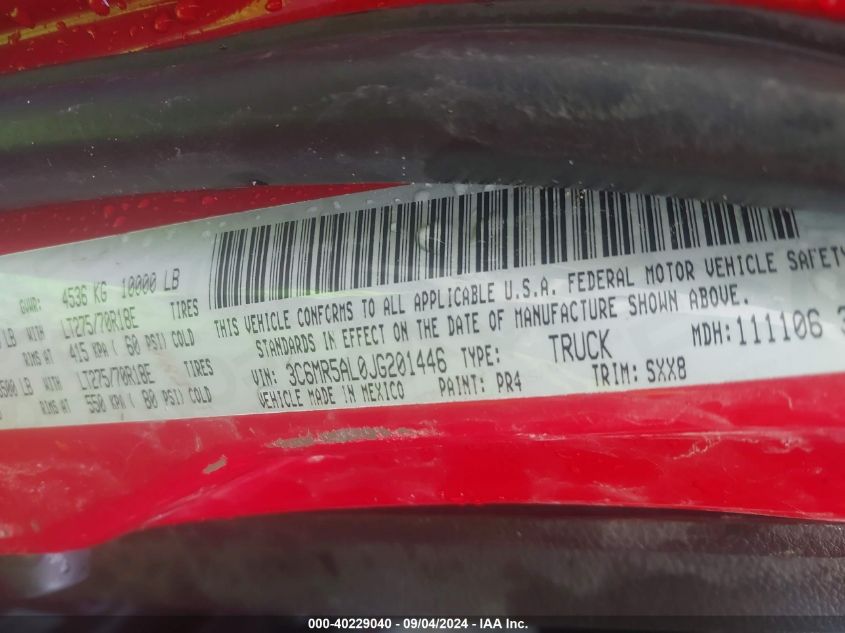 GVWR: 4536 KG 10000 LB
LB WITH LT275/70R18E TIRES
RIMS AT 415 KPA ( 60 PSI) COLD
500 LB WITH LT275/70R18E TIRES
RIMS AT 550 KPA ( 80 PSI) COLD
THIS VEHICLE CONFORMS TO ALL APPLICABLE U.S.A. FEDERAL MOTOR VEHICLE SAFETY
STANDARDS IN EFFECT ON THE DATE OF MANUFACTURE SHOWN ABOVE.
VIN: 3C6MR5AL0JG201446 TYPE: TRUCK MDH: 111106
VEHICLE MADE IN MEXICO PAINT: PR4 TRIM: SXX8
000-40229040 - 09/04/2024 - IAA Inc.